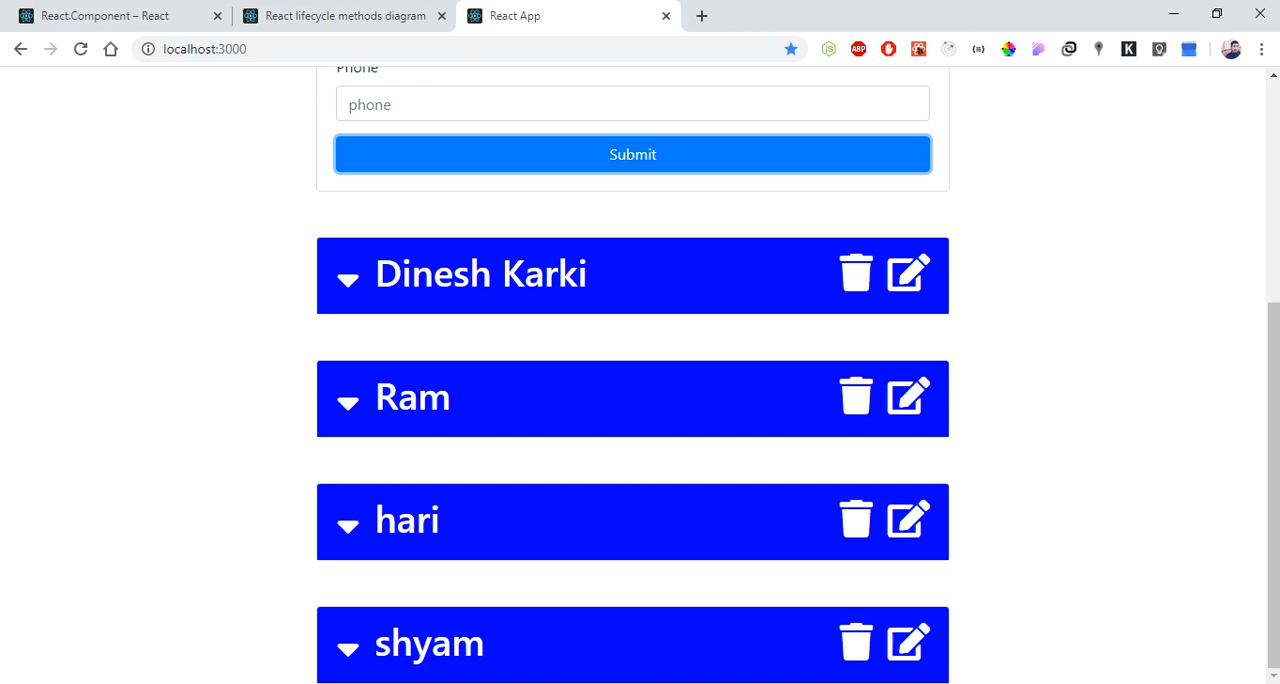 React.Component – React
React lifecycle methods diagram
React App
localhost:3000
Phone
phone
Submit
Dinesh Karki
Ram
hari
shyam